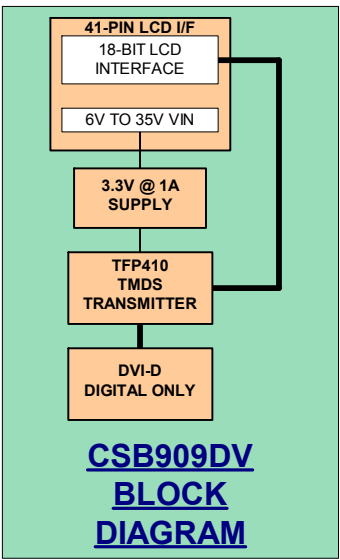 41-PIN LCD I/F
18-BIT LCD
INTERFACE
6V TO 35V VIN
3.3V @ 1A
SUPPLY
TFP410
TMDS
TRANSMITTER
DVI-D
DIGITAL ONLY
CSB909DV
BLOCK
DIAGRAM